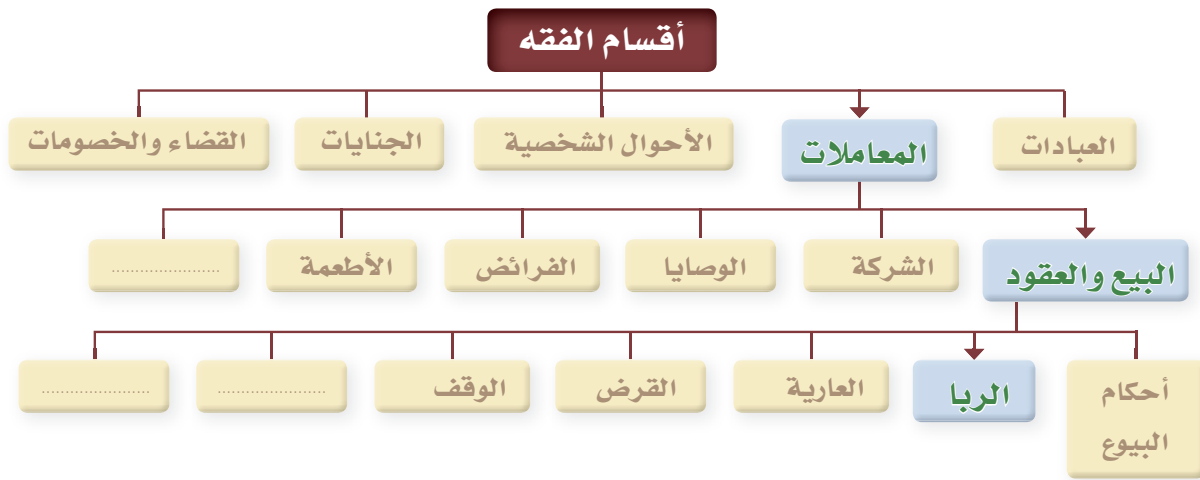 أقسام الفقه
العبادات
المعاملات
الأحوال الشخصية
الجنايات
القضاء والخصومات
البيع والعقود
الشركة
الوصايا
الفرائض
الأطعمة
......................
أحكام
البيوع
الربا
العارية
القرض
الوقف
......................
......................